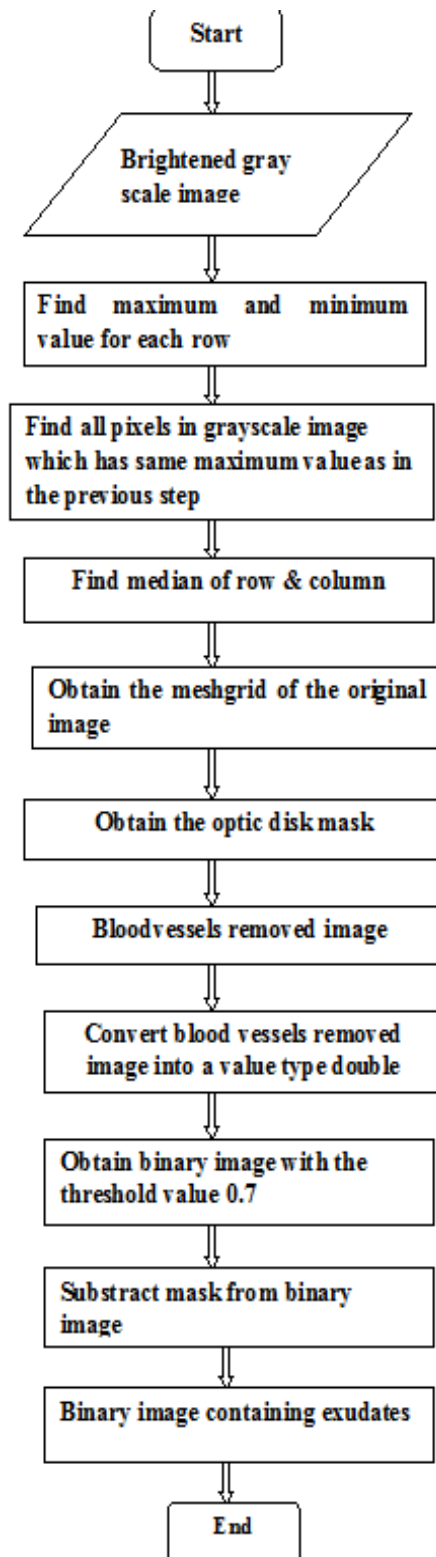 Start
Brightened gray
scale image
Find maximum and minimum
value for each row
Find all pixels in grayscale image
which has same maximum value as in
the previous step
Find median of row & column
Obtain the meshgrid of the original
image
Obtain the optic disk mask
Bloodvessels removed image
Convert blood vessels removed
image into a value type double
Obtain binary image with the
threshold value 0.7
Substract mask from binary
image
Binary image containing exudates
End